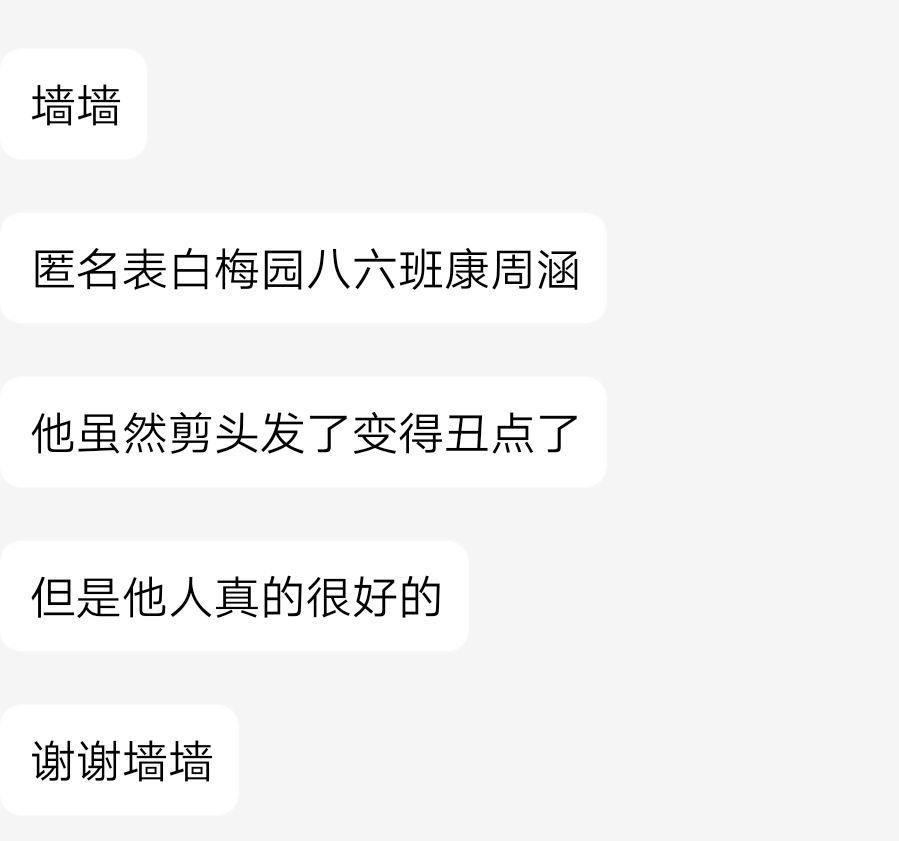 墙墙
匿名表白梅园八六班康周涵
他虽然剪头发了变得丑点了
但是他人真的很好的
谢谢墙墙